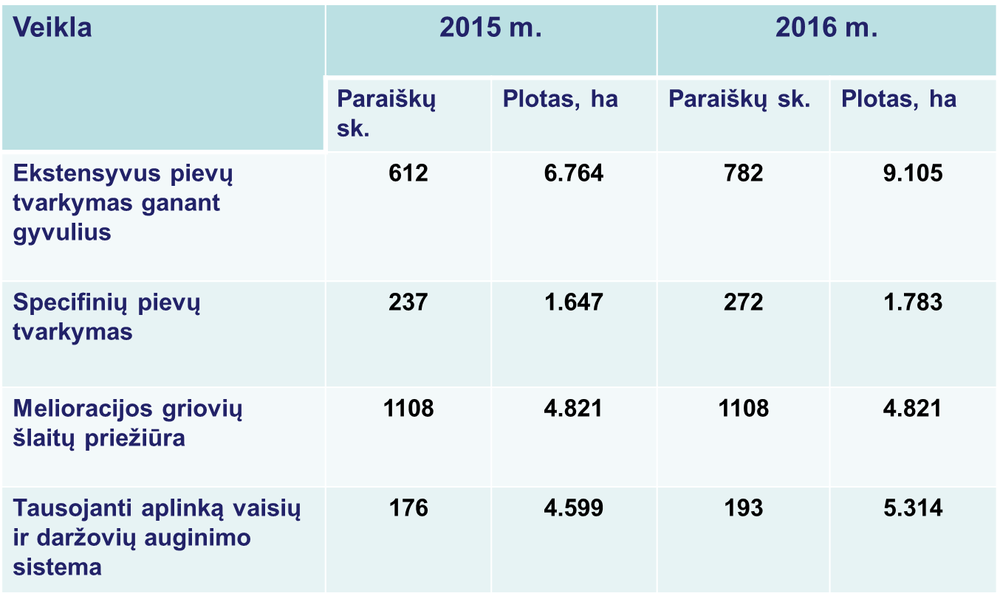 Veikla
2015 m.
2016 m.
Paraiškų
sk.
Plotas, ha
Paraiškų sk.
Plotas, ha
Ekstensyvus pievų
tvarkymas ganant
gyvulius
612
6.764
782
9.105
Specifinių pievų
tvarkymas
237
1.647
272
1.783
Melioracijos griovių
šlaitų priežiūra
1108
4.821
1108
4.821
Tausojanti aplinką vaisių
ir daržovių auginimo
sistema
176
4.599
193
5.314